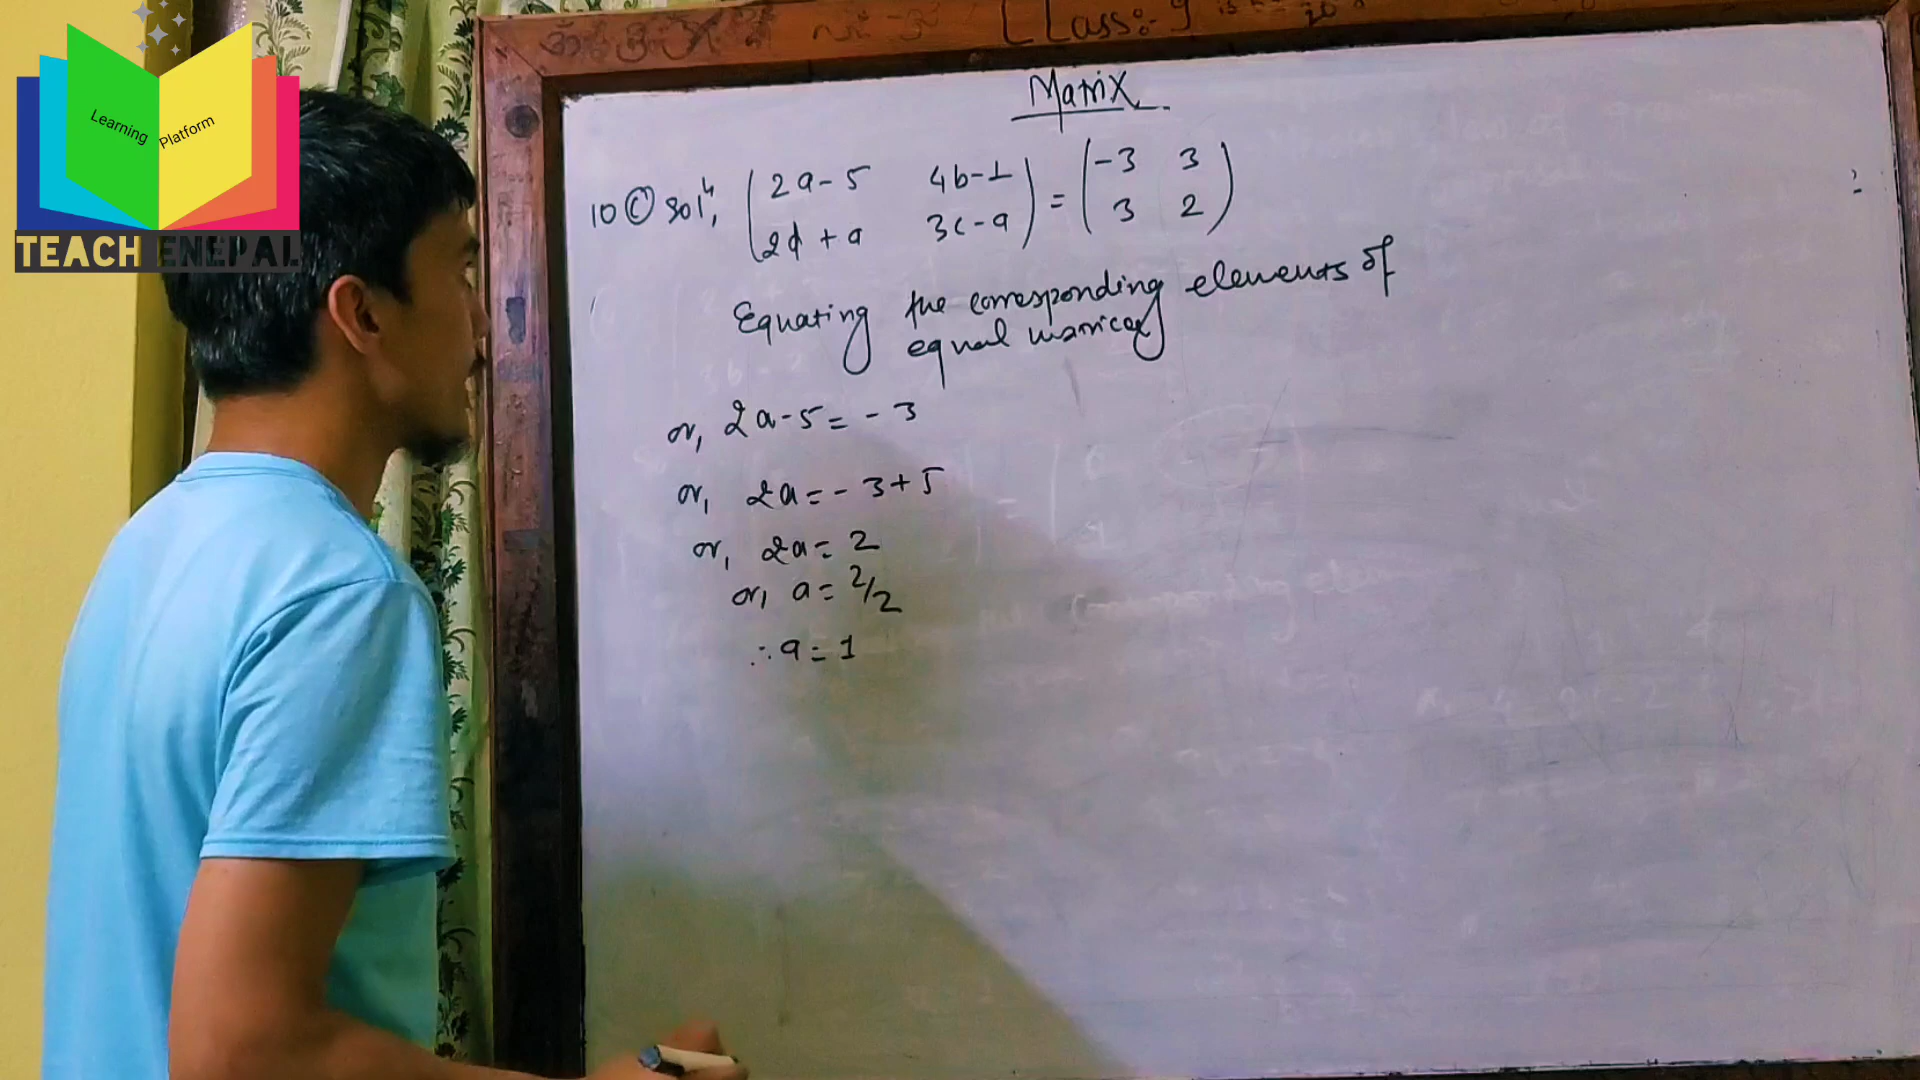 Learning Platform
TEACH ENEPAL
Class:- 9
Matrix
10 (c) solⁿ, (2a-5 4b-1) = (-3 3)
(2d+a 3c-a) (3 2)
Equating the corresponding elements of
equal matrices
or, 2a-5=-3
or, 2a=-3+5
or, 2a=2
or, a=2/2
∴a=1